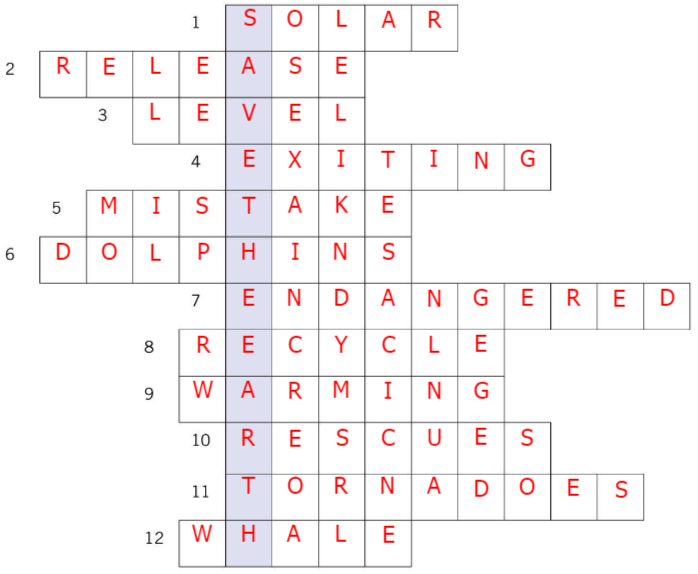 1 SOLAR
2 RELEASE
3 LEVEL
4 EXITING
5 MISTAKE
6 DOLPHINS
7 ENDANGERED
8 RECYCLE
9 WARMING
10 RESCUES
11 TORNADOES
12 WHALE